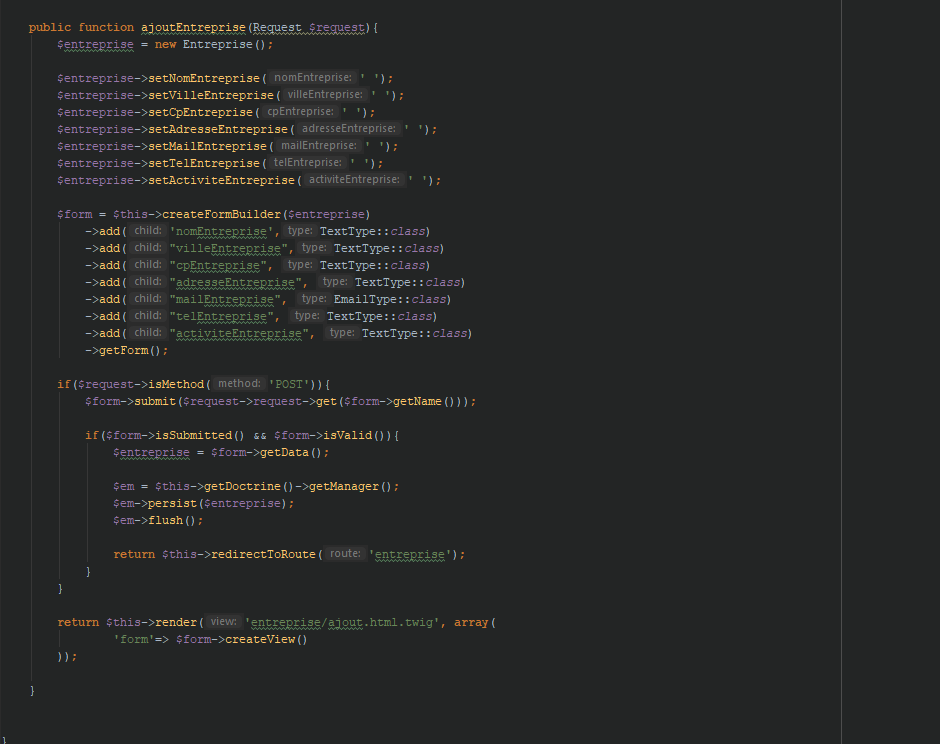 public function ajoutEntreprise(Request $request){
$entreprise = new Entreprise();
$entreprise->setNomEntreprise( nomEntreprise: ' ');
$entreprise->setVilleEntreprise( villeEntreprise: ' ');
$entreprise->setCpEntreprise( cpEntreprise: ' ');
$entreprise->setAdresseEntreprise( adresseEntreprise: ' ');
$entreprise->setMailEntreprise( mailEntreprise: ' ');
$entreprise->setTelEntreprise( telEntreprise: ' ');
$entreprise->setActiviteEntreprise( activiteEntreprise: ' ');
$form = $this->createFormBuilder($entreprise)
->add( child: 'nomEntreprise', type: TextType::class)
->add( child: "villeEntreprise", type: TextType::class)
->add( child: "cpEntreprise", type: TextType::class)
->add( child: "adresseEntreprise", type: TextType::class)
->add( child: "mailEntreprise", type: EmailType::class)
->add( child: "telEntreprise", type: TextType::class)
->add( child: "activiteEntreprise", type: TextType::class)
->getForm();
if($request->isMethod( method: 'POST')){
$form->submit($request->request->get($form->getName()));
if($form->isSubmitted() && $form->isValid()){
$entreprise = $form->getData();
$em = $this->getDoctrine()->getManager();
$em->persist($entreprise);
$em->flush();
return $this->redirectToRoute( route: 'entreprise');
}
}
return $this->render( view: 'entreprise/ajout.html.twig', array(
'form'=> $form->createView()
));
}
}